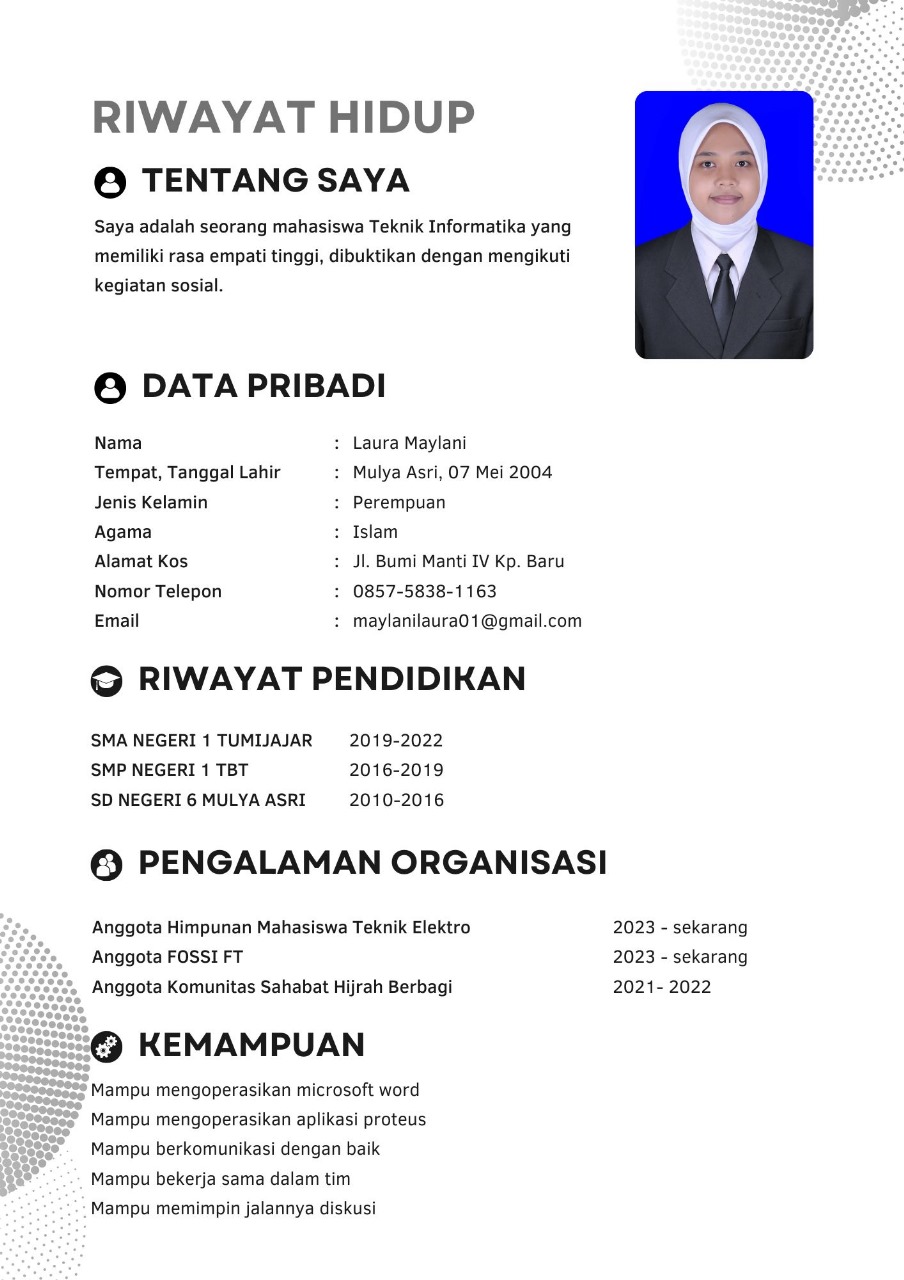 RIWAYAT HIDUP
TENTANG SAYA
Saya adalah seorang mahasiswa Teknik Informatika yang
memiliki rasa empati tinggi, dibuktikan dengan mengikuti
kegiatan sosial.
DATA PRIBADI
Nama : Laura Maylani
Tempat, Tanggal Lahir : Mulya Asri, 07 Mei 2004
Jenis Kelamin : Perempuan
Agama : Islam
Alamat Kos : Jl. Bumi Manti IV Kp. Baru
Nomor Telepon : 0857-5838-1163
Email : maylanilaura01@gmail.com
RIWAYAT PENDIDIKAN
SMA NEGERI 1 TUMIJAJAR 2019-2022
SMP NEGERI 1 TBT 2016-2019
SD NEGERI 6 MULYA ASRI 2010-2016
PENGALAMAN ORGANISASI
Anggota Himpunan Mahasiswa Teknik Elektro 2023 - sekarang
Anggota FOSSI FT 2023 - sekarang
Anggota Komunitas Sahabat Hijrah Berbagi 2021- 2022
KEMAMPUAN
Mampu mengoperasikan microsoft word
Mampu mengoperasikan aplikasi proteus
Mampu berkomunikasi dengan baik
Mampu bekerja sama dalam tim
Mampu memimpin jalannya diskusi